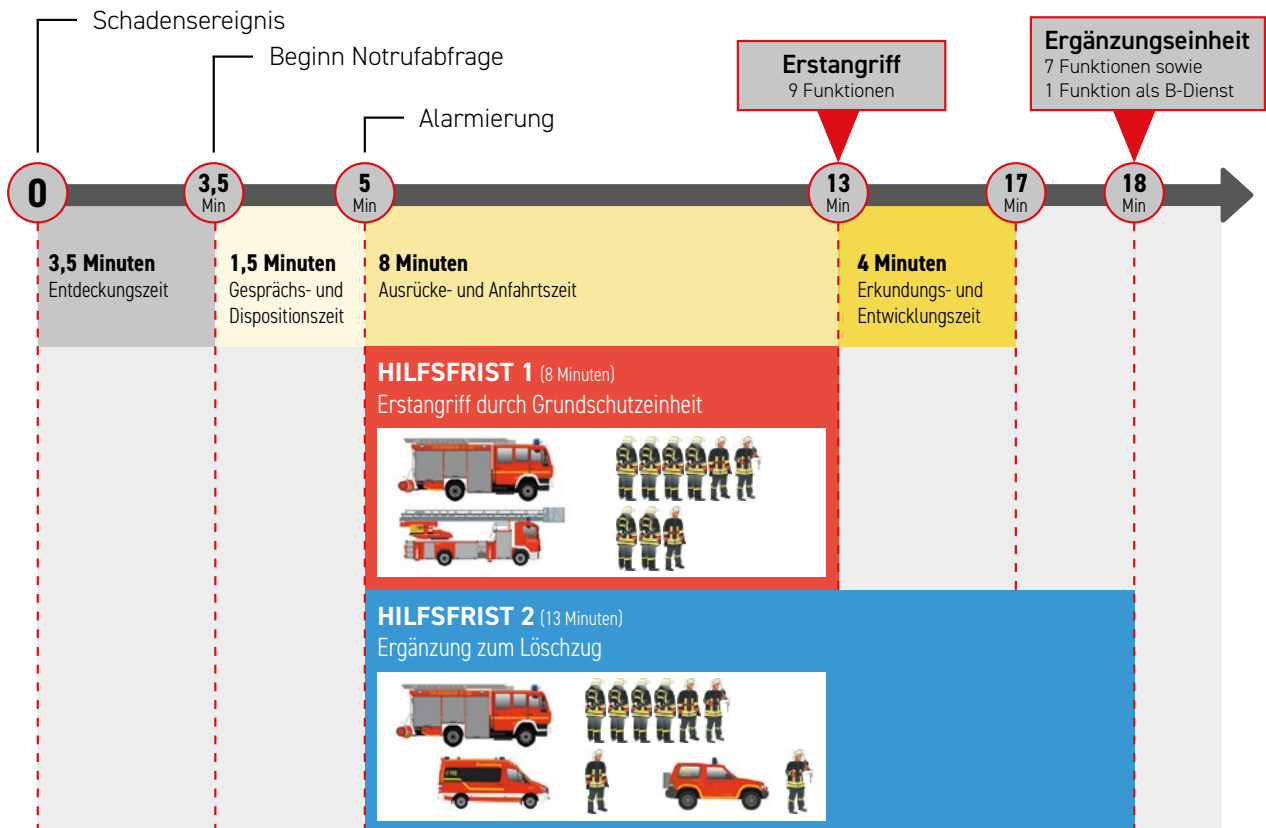 Schadensereignis
Beginn Notrufabfrage
Alarmierung
Erstangriff
9 Funktionen
Ergänzungseinheit
7 Funktionen sowie
1 Funktion als B-Dienst
0
3,5
Min
5
Min
13
Min
17
Min
18
Min
3,5 Minuten
Entdeckungszeit
1,5 Minuten
Gesprächs- und
Dispositionszeit
8 Minuten
Ausrücke- und Anfahrtszeit
4 Minuten
Erkundungs- und
Entwicklungszeit
HILFSFRIST 1 (8 Minuten)
Erstangriff durch Grundschutzeinheit
HILFSFRIST 2 (13 Minuten)
Ergänzung zum Löschzug